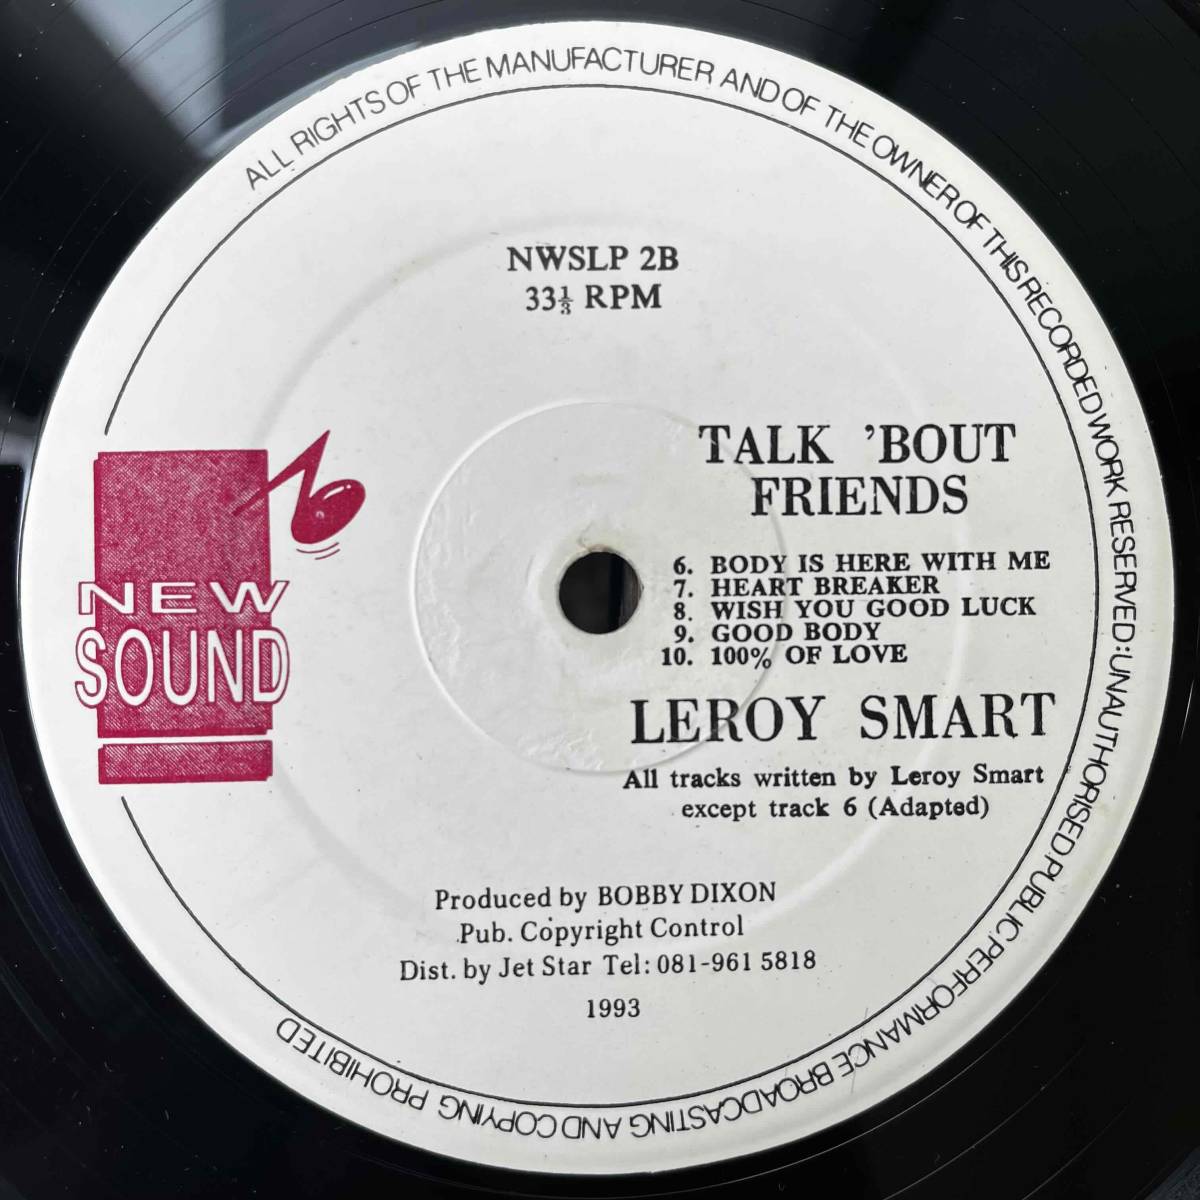 ALL RIGHTS OF THE MANUFACTURER AND OF THE OWNER OF THIS RECORDED WORK RESERVED: UNAUTHORISED PUBLIC PERFORMANCE BROADCASTING AND COPYING PROHIBITED
NWSLP 2B
33⅓ RPM
NEW
SOUND
TALK 'BOUT
FRIENDS
6. BODY IS HERE WITH ME
7. HEART BREAKER
8. WISH YOU GOOD LUCK
9. GOOD BODY
10. 100% OF LOVE
LEROY SMART
All tracks written by Leroy Smart
except track 6 (Adapted)
Produced by BOBBY DIXON
Pub. Copyright Control
Dist. by Jet Star Tel: 081-961 5818
1993